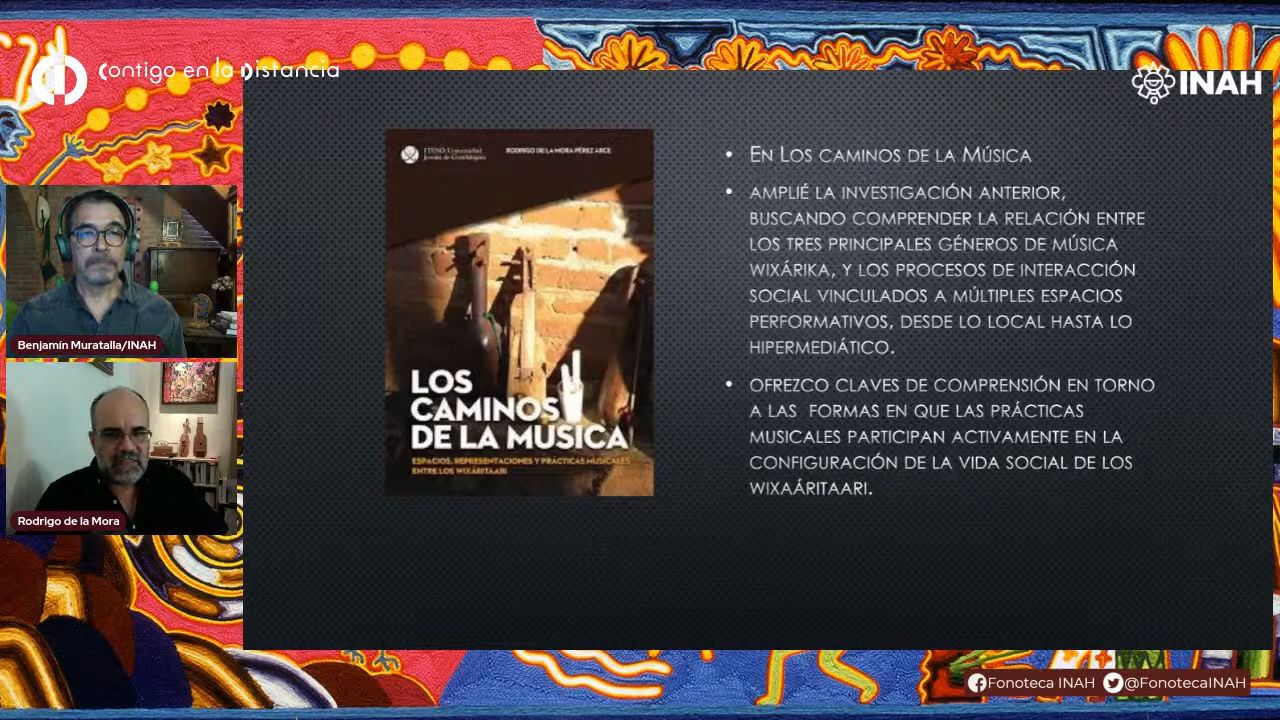 Contigo en la Distancia
INAH
ITESO, Universidad
Jesuita de Guadalajara
RODRIGO DE LA MORA PÉREZ ARCE
LOS
CAMINOS
DE LA MÚSICA
ESPACIOS, REPRESENTACIONES Y PRÁCTICAS MUSICALES
ENTRE LOS WIXÁRITAARI
• EN LOS CAMINOS DE LA MÚSICA
• AMPLIÉ LA INVESTIGACIÓN ANTERIOR,
BUSCANDO COMPRENDER LA RELACIÓN ENTRE
LOS TRES PRINCIPALES GÉNEROS DE MÚSICA
WIXÁRIKA, Y LOS PROCESOS DE INTERACCIÓN
SOCIAL VINCULADOS A MÚLTIPLES ESPACIOS
PERFORMATIVOS, DESDE LO LOCAL HASTA LO
HIPERMEDIÁTICO.
• OFREZCO CLAVES DE COMPRENSIÓN EN TORNO
A LAS FORMAS EN QUE LAS PRÁCTICAS
MUSICALES PARTICIPAN ACTIVAMENTE EN LA
CONFIGURACIÓN DE LA VIDA SOCIAL DE LOS
WIXAÁRITAARI.
Benjamín Muratalla/INAH
Rodrigo de la Mora
Fonoteca INAH @FonotecaINAH